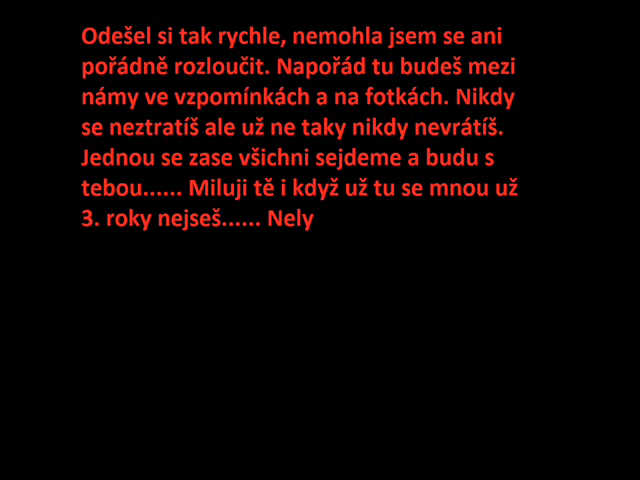 Odešel si tak rychle, nemohla jsem se ani
pořádně rozloučit. Napořád tu budeš mezi
námy ve vzpomínkách a na fotkách. Nikdy
se neztratíš ale už ne taky nikdy nevrátíš.
Jednou se zase všichni sejdeme a budu s
tebou...... Miluji tě i když už tu se mnou už
3. roky nejseš...... Nely